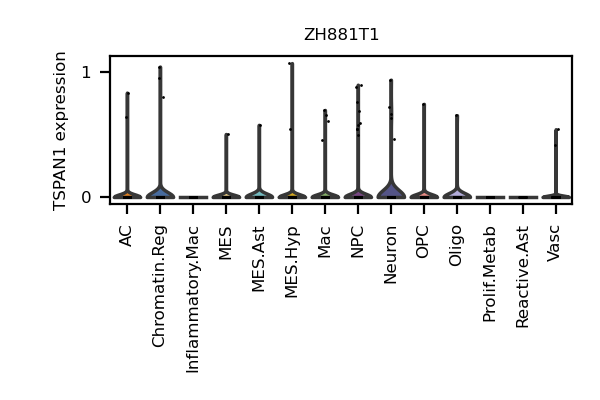 ZH881T1
TSPAN1 expression
1
0
AC
Chromatin.Reg
Inflammatory.Mac
MES
MES.Ast
MES.Hyp
Mac
NPC
Neuron
OPC
Oligo
Prolif.Metab
Reactive.Ast
Vasc